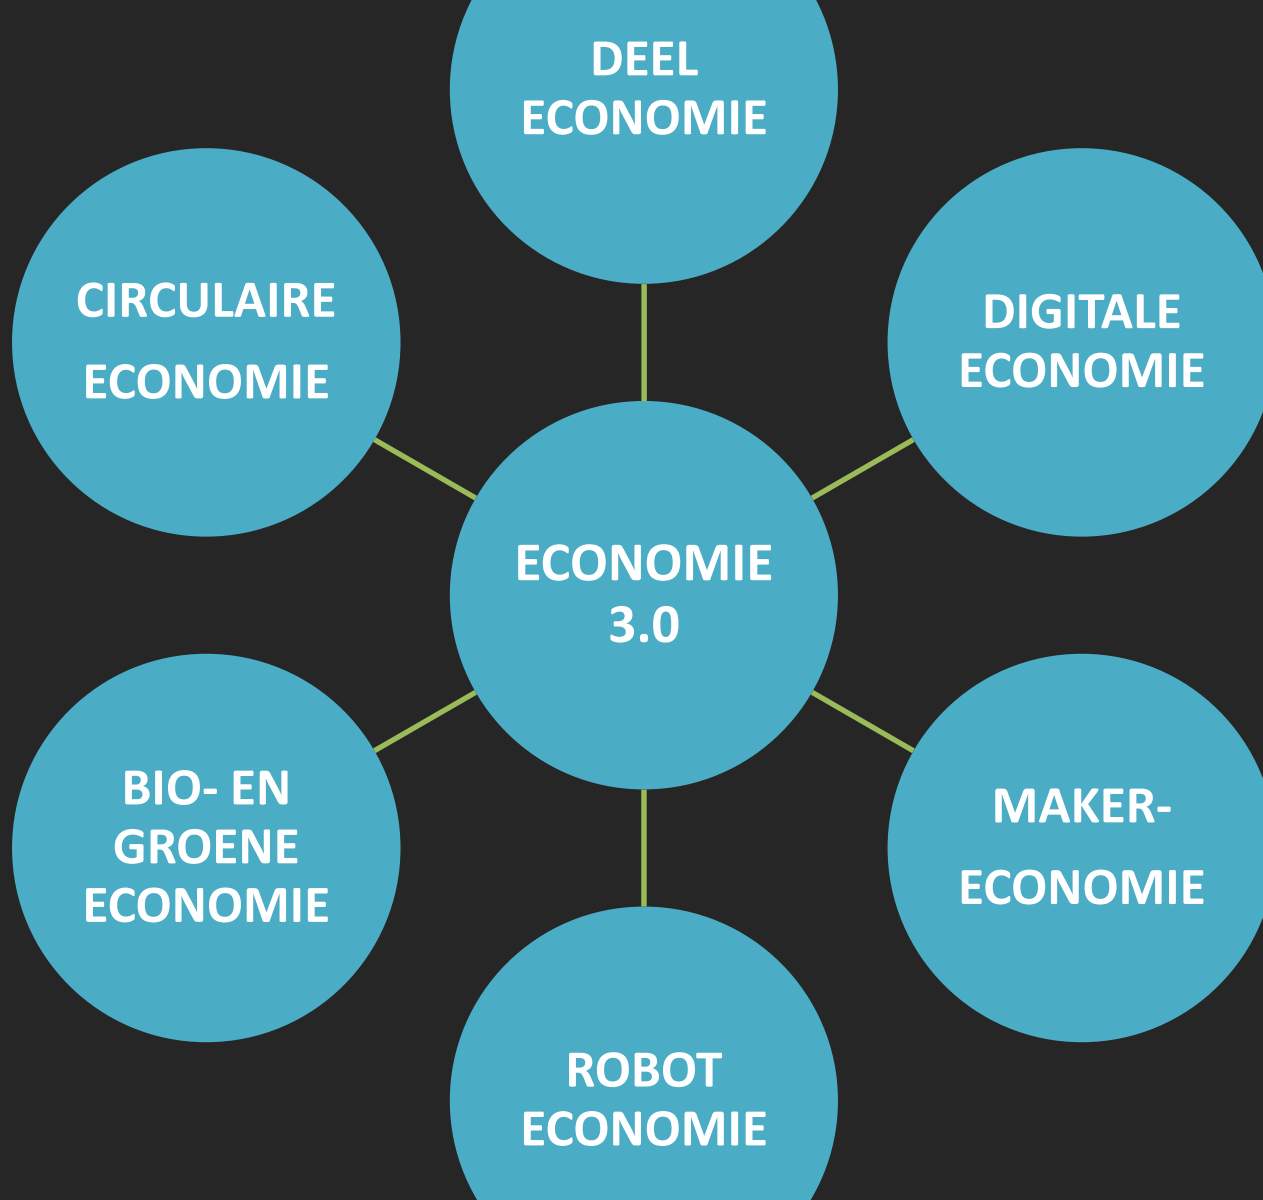 DEEL
ECONOMIE
CIRCULAIRE
ECONOMIE
DIGITALE
ECONOMIE
ECONOMIE
3.0
BIO- EN
GROENE
ECONOMIE
MAKER-
ECONOMIE
ROBOT
ECONOMIE